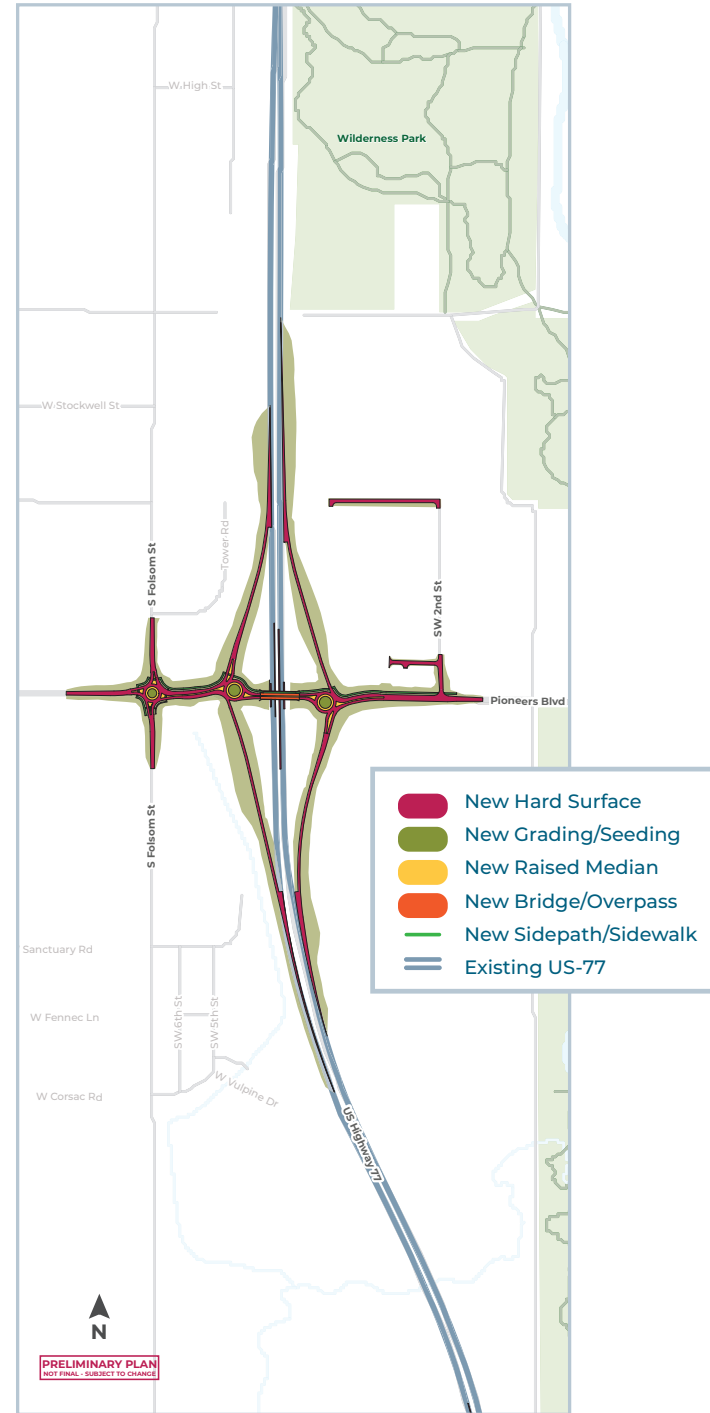 W High St
Wilderness Park
W Stockwell St
S Folsom St
Tower Rd
SW 2nd St
Pioneers Blvd
S Folsom St
New Hard Surface
New Grading/Seeding
New Raised Median
New Bridge/Overpass
New Sidepath/Sidewalk
Existing US-77
Sanctuary Rd
SW 6th St
SW 5th St
W Fennec Ln
W Corsac Rd
W Vulpine Dr
US Highway 77
N
PRELIMINARY PLAN
NOT FINAL - SUBJECT TO CHANGE